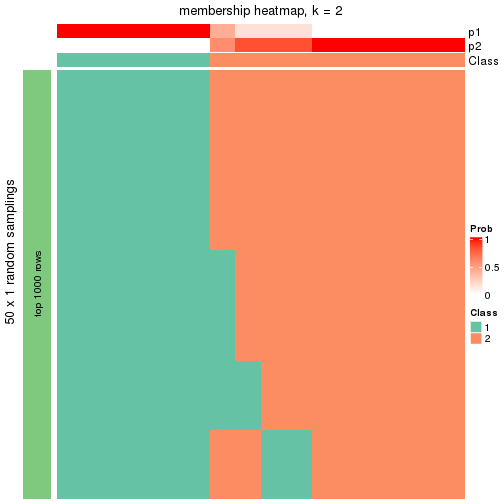 membership heatmap, k = 2
p1
p2
Class
50 x 1 random samplings
top 1000 rows
Prob
1
0.5
0
Class
1
2